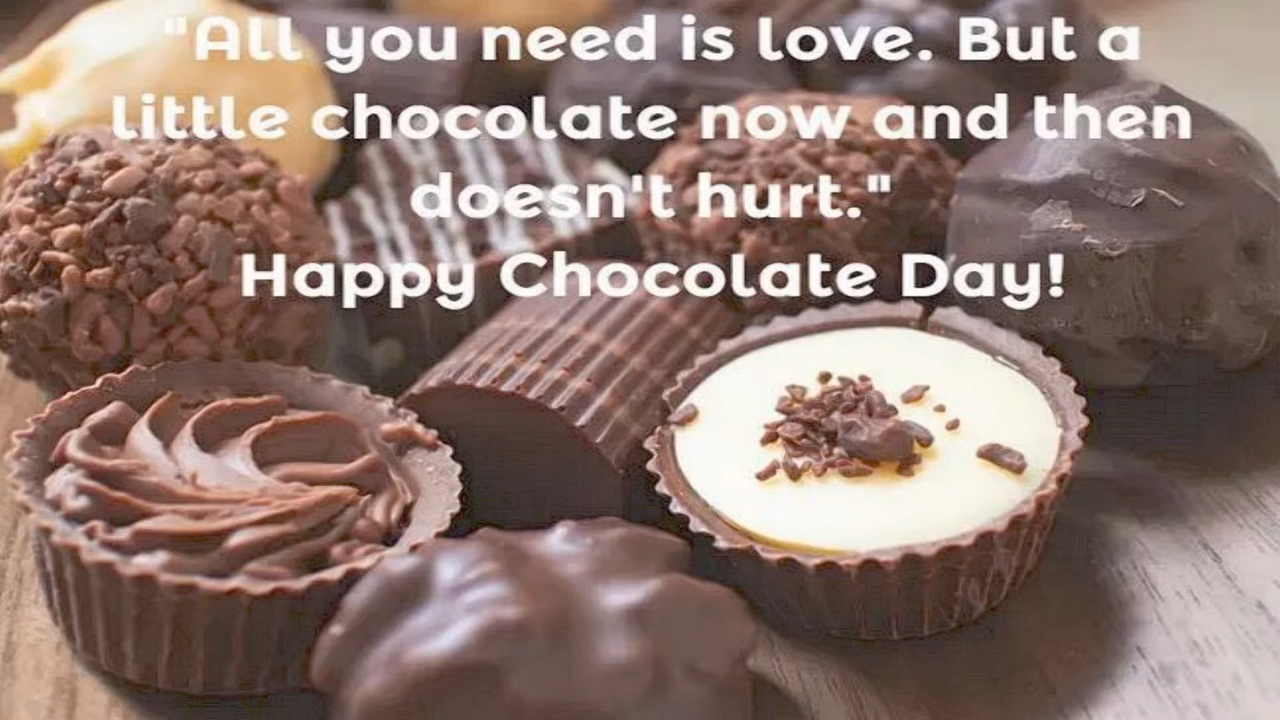 "All you need is love. But a
little chocolate now and then
doesn't hurt."
Happy Chocolate Day!